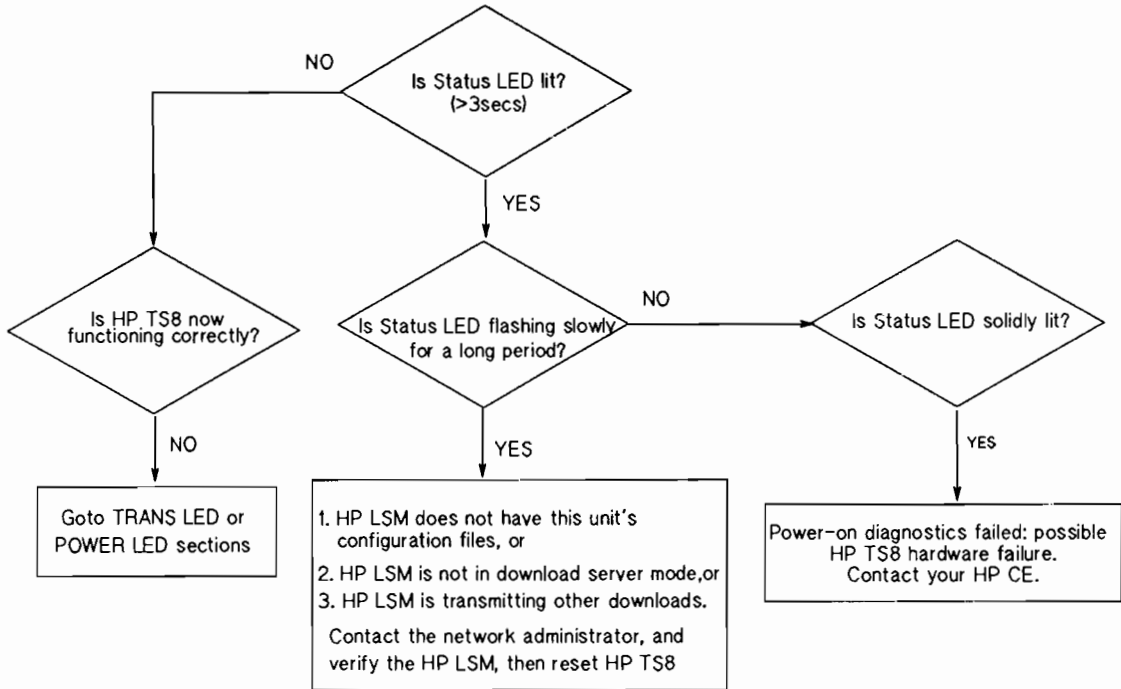 NO
Is Status LED lit?
(>3secs)
YES
Is HP TS8 now
functioning correctly?
NO
Goto TRANS LED or
POWER LED sections
Is Status LED flashing slowly
for a long period?
NO
YES
1. HP LSM does not have this unit's
configuration files, or
2. HP LSM is not in download server mode,or
3. HP LSM is transmitting other downloads.
Contact the network administrator, and
verify the HP LSM, then reset HP TS8
Is Status LED solidly lit?
YES
Power-on diagnostics failed: possible
HP TS8 hardware failure.
Contact your HP CE.